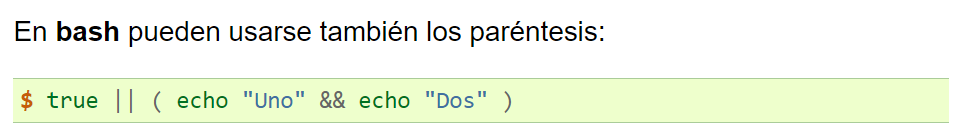 En bash pueden usarse también los paréntesis:
$ true || ( echo "Uno" && echo "Dos" )